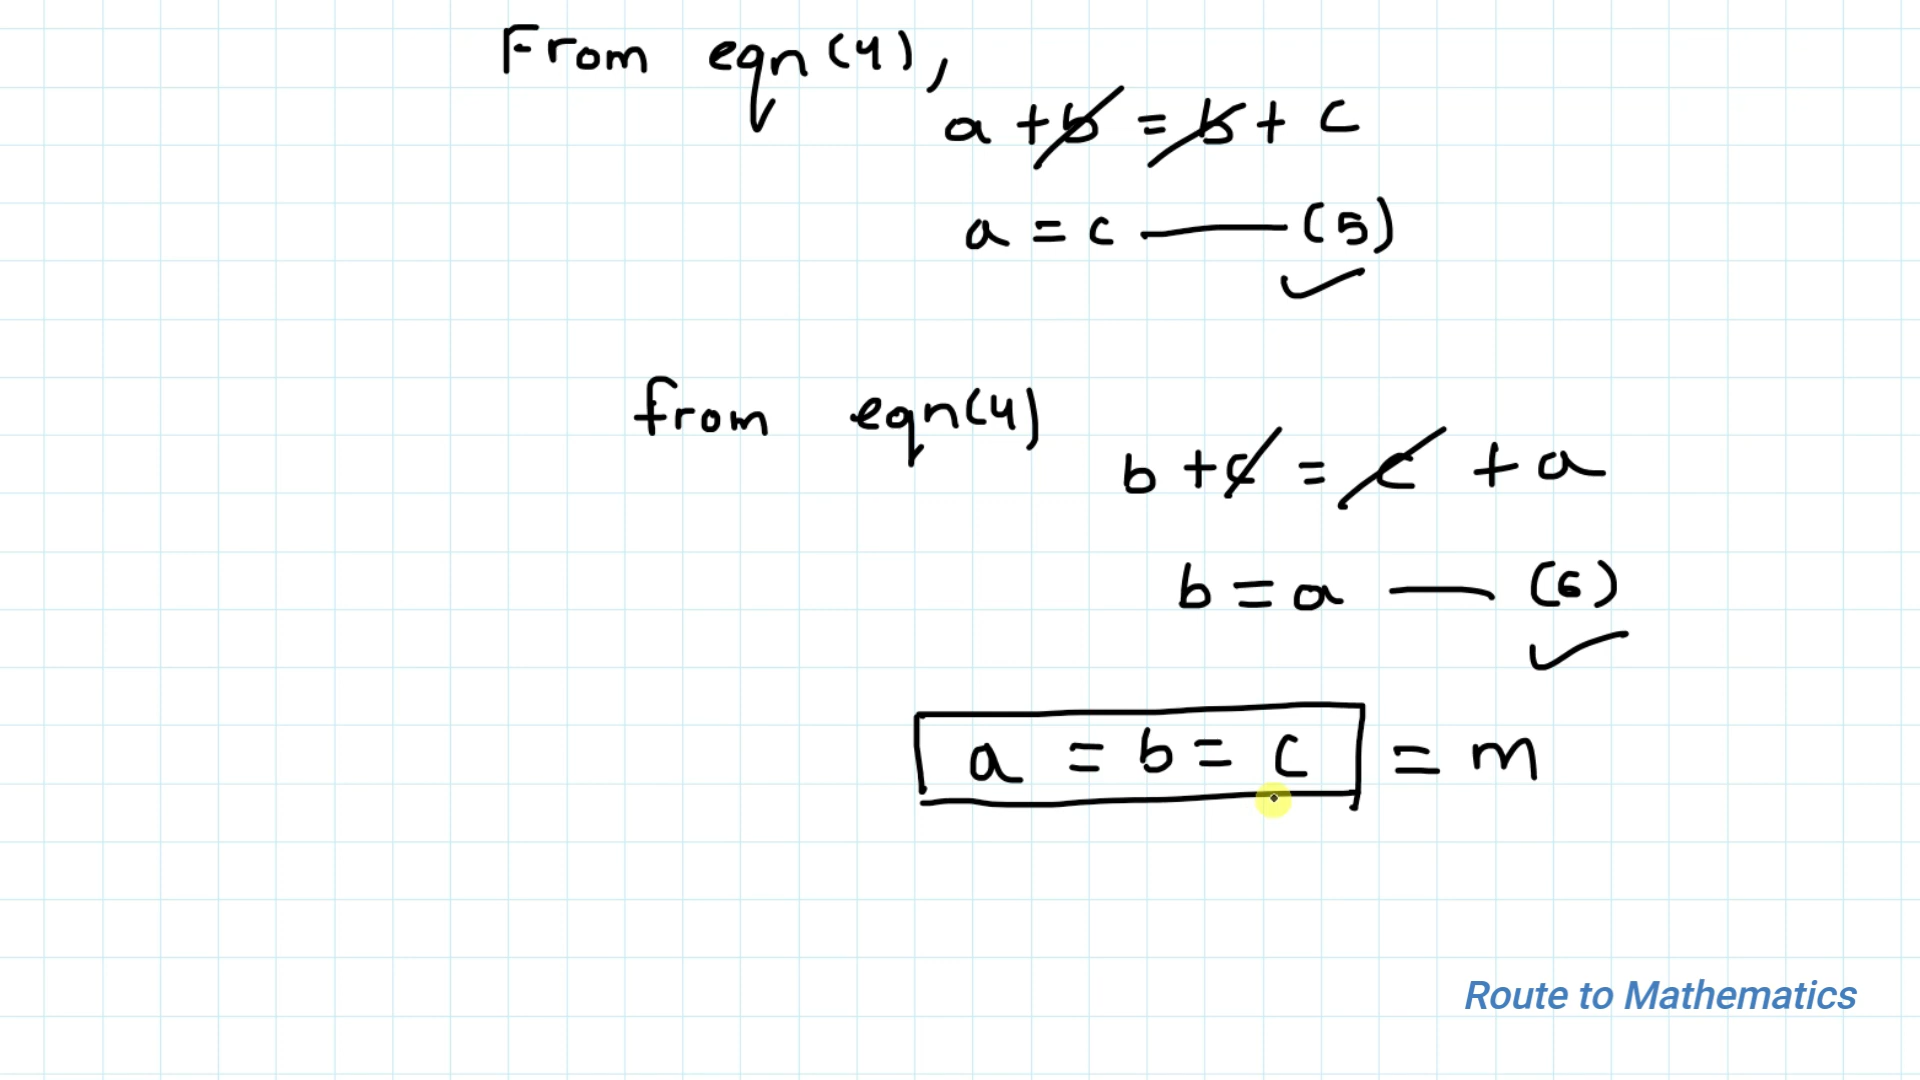 From eqn(4),
a + b = b + c
a = c — (5)
from eqn(4)
b + c = c + a
b = a — (6)
a = b = c = m
Route to Mathematics